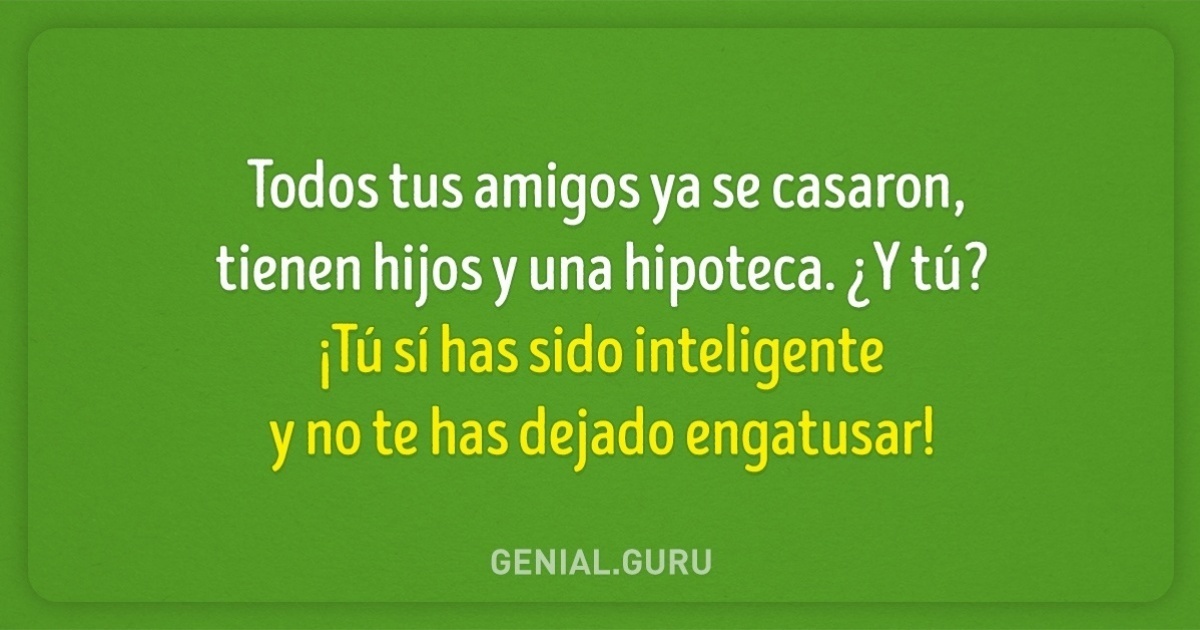 Todos tus amigos ya se casaron,
tienen hijos y una hipoteca. ¿Y tú?
¡Tú sí has sido inteligente
y no te has dejado engatusar!
GENIAL.GURU